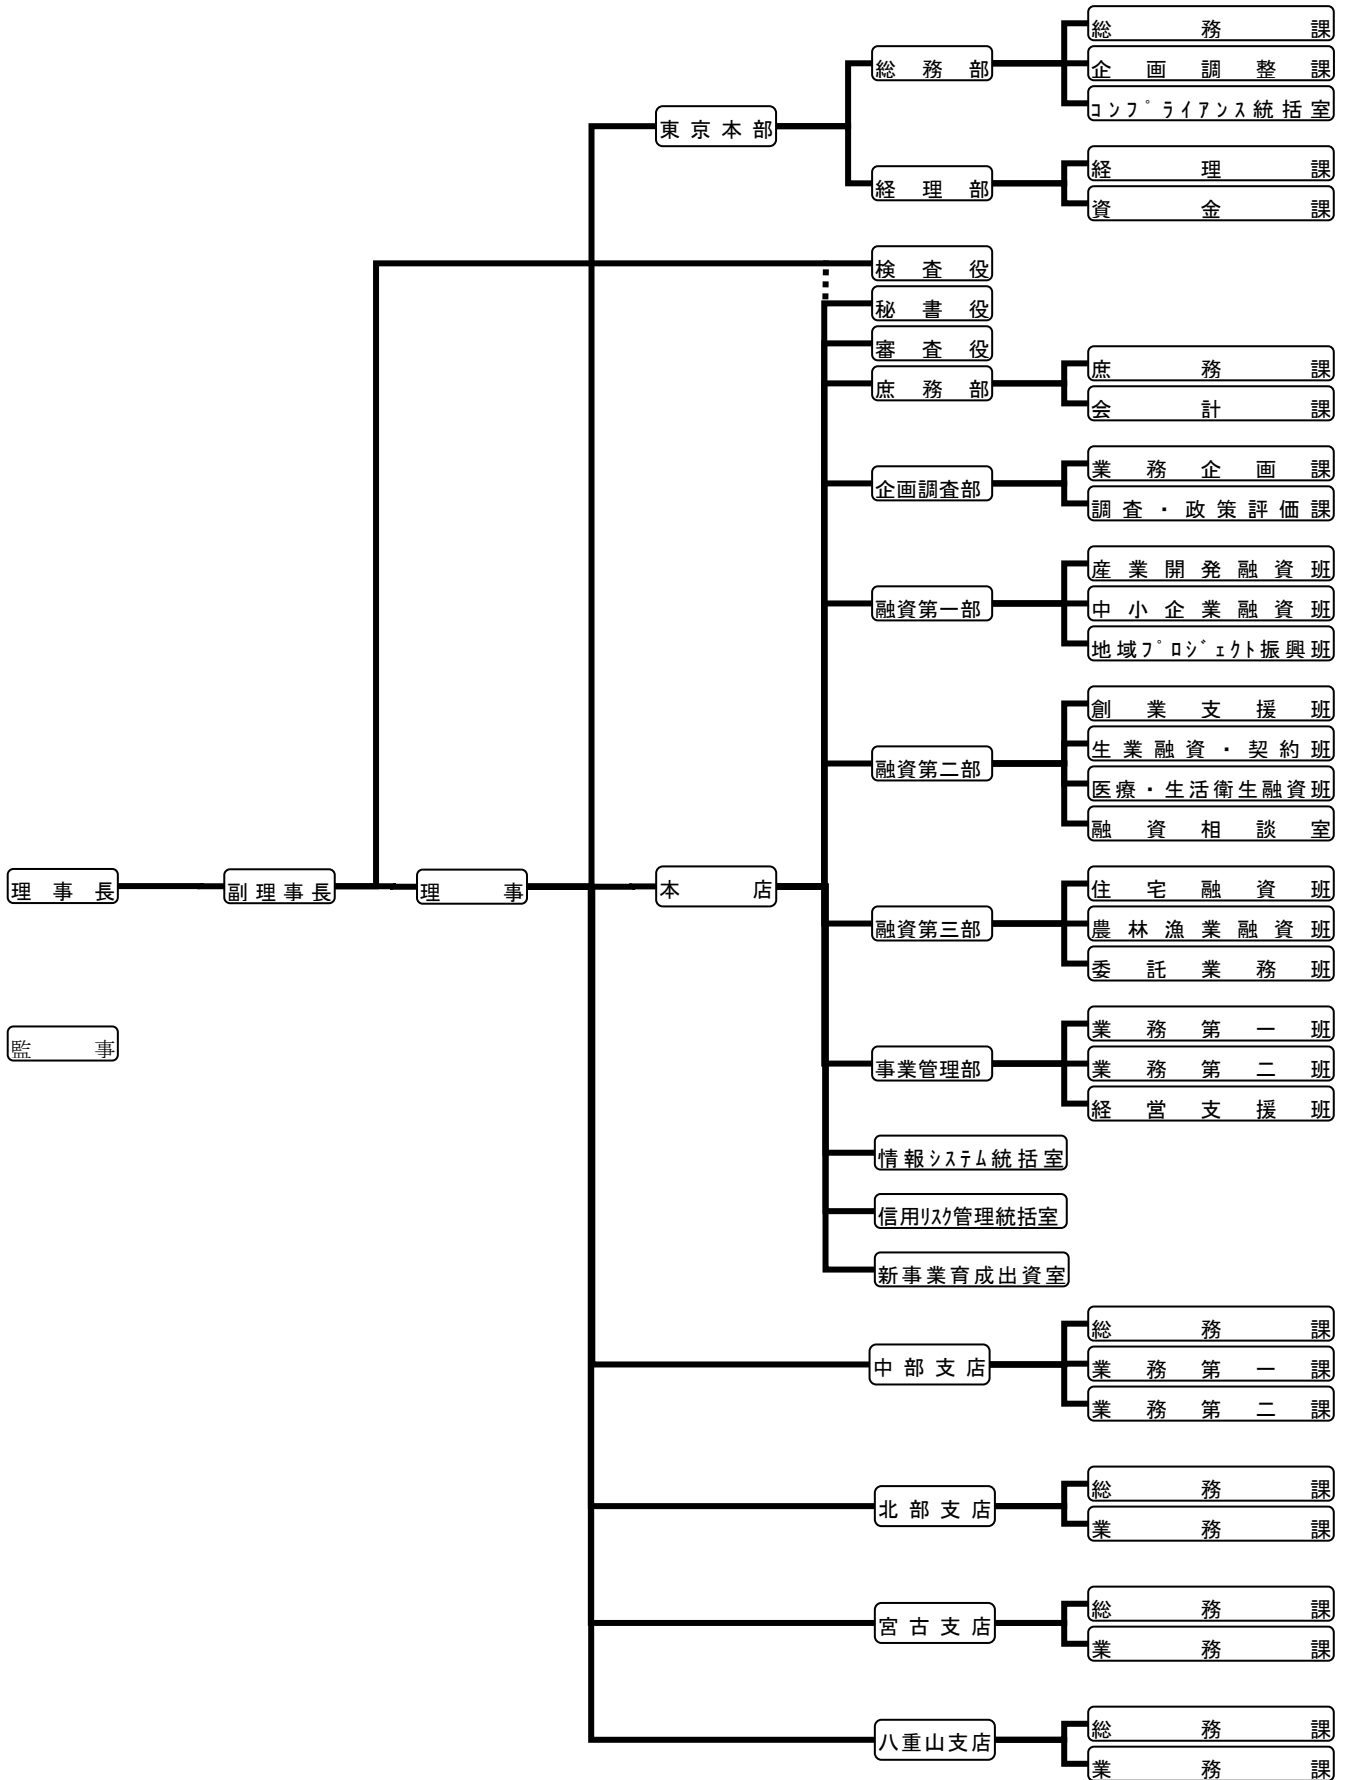 総務課
総務部
企画調整課
コンプライアンス統括室
東京本部
経理課
経理部
資金課
検査役
秘書役
審査役
庶務課
庶務部
会計課
業務企画課
企画調査部
調査・政策評価課
産業開発融資班
融資第一部
中小企業融資班
地域プロジェクト振興班
創業支援班
生業融資・契約班
融資第二部
医療・生活衛生融資班
融資相談室
理事長
副理事長
理事
本店
住宅融資班
融資第三部
農林漁業融資班
委託業務班
監事
業務第一班
事業管理部
業務第二班
経営支援班
情報システム統括室
信用リスク管理統括室
新事業育成出資室
総務課
中部支店
業務第一課
業務第二課
総務課
北部支店
業務課
総務課
宮古支店
業務課
総務課
八重山支店
業務課